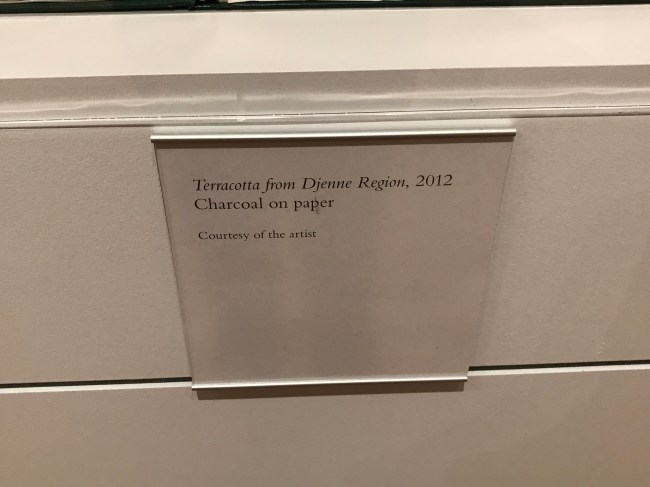 Terracotta from Djenne Region, 2012
Charcoal on paper
Courtesy of the artist